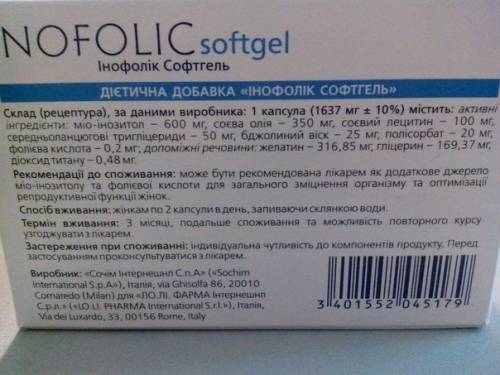 NOFOLIC softgel
Інофолік Софтгель
ДІЄТИЧНА ДОБАВКА «ІНОФОЛІК СОФТГЕЛЬ»
Склад (рецептура), за даними виробника: 1 капсула (1637 мг ± 10%) містить: активні
інгредієнти: міо-інозитол – 600 мг, соєва олія – 350 мг, соєвий лецитин – 100 мг,
середньоланцюгові тригліцериди – 50 мг, бджолиний віск – 25 мг, полісорбат – 20 мг,
фолієва кислота – 0,2 мг; допоміжні речовини: желатин – 316,85 мг, гліцерин – 169,37 мг,
діоксид титану – 0,48 мг.
Рекомендації до споживання: може бути рекомендована лікарем як додаткове джерело
міо-інозитолу та фолієвої кислоти для загального зміцнення організму та оптимізації
репродуктивної функції жінок.
Спосіб вживання: жінкам по 2 капсули в день, запиваючи склянкою води.
Термін вживання: 3 місяці, подальше споживання та можливість повторного курсу
узгоджувати з лікарем.
Застереження при споживанні: індивідуальна чутливість до компонентів продукту. Перед
застосуванням проконсультуватися з лікарем.
Виробник: «Сочім Інтернешнл С.п.А» («Sochim
International S.p.A»), Італія, via Ghisolfa 86, 20010
Cornaredo (Milan) для «ЛО.ЛІ. ФАРМА Інтернешнл
С.р.л.» («LO.LI. PHARMA International S.r.l.»), Італія,
Via dei Luxardo, 33, 00156 Rome, Italy
3 401552 045179